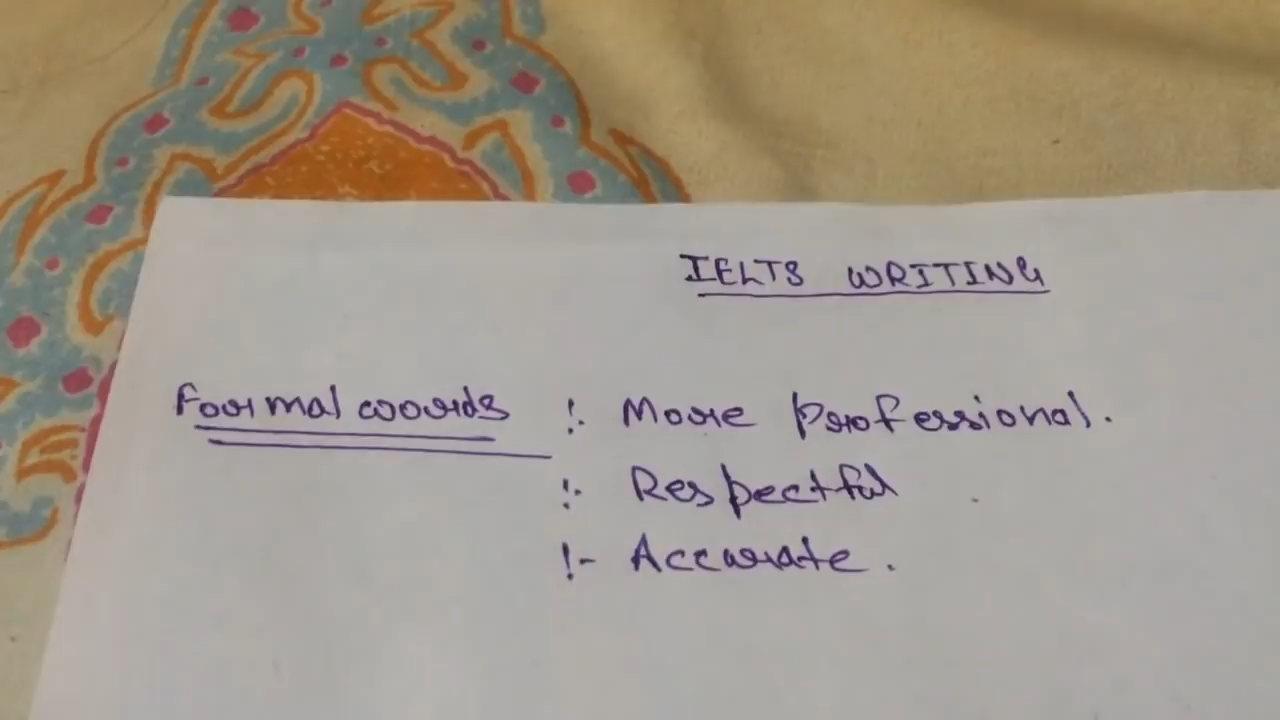 IELTS WRITING
Formal words :- More professional.
:- Respectful
:- Accurate.